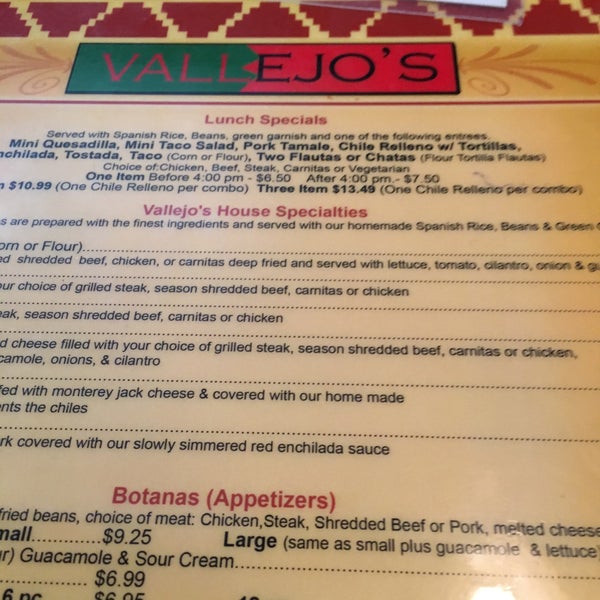 VALLEJO'S
Lunch Specials
Served with Spanish Rice, Beans, green garnish and one of the following entrees.
Mini Quesadilla, Mini Taco Salad, Pork Tamale, Chile Relleno w/ Tortillas,
nchilada, Tostada, Taco (Corn or Flour), Two Flautas or Chatas (Flour Tortilla Flautas)
Choice of:Chicken, Beef, Steak, Carnitas or Vegetarian
One Item Before 4:00 pm - $6.50 After 4:00 pm.- $7.50
$10.99 (One Chile Relleno per combo) Three Item $13.49 (One Chile Relleno per combo)
Vallejo's House Specialties
es are prepared with the finest ingredients and served with our homemade Spanish Rice, Beans & Green
orn or Flour)
ed shredded beef, chicken, or carnitas deep fried and served with lettuce, tomato, cilantro, onion &
our choice of grilled steak, season shredded beef, carnitas or chicken
eak, season shredded beef, carnitas or chicken
d cheese filled with your choice of grilled steak, season shredded beef, carnitas or chicken,
camole, onions, & cilantro
fed with monterey jack cheese & covered with our home made
ents the chiles
rk covered with our slowly simmered red enchilada sauce
Botanas (Appetizers)
fried beans, choice of meat: Chicken,Steak, Shredded Beef or Pork, melted cheese
mall.............$9.25 Large (same as small plus guacamole & lettuce)
ur) Guacamole & Sour Cream
$6.99
6 pc